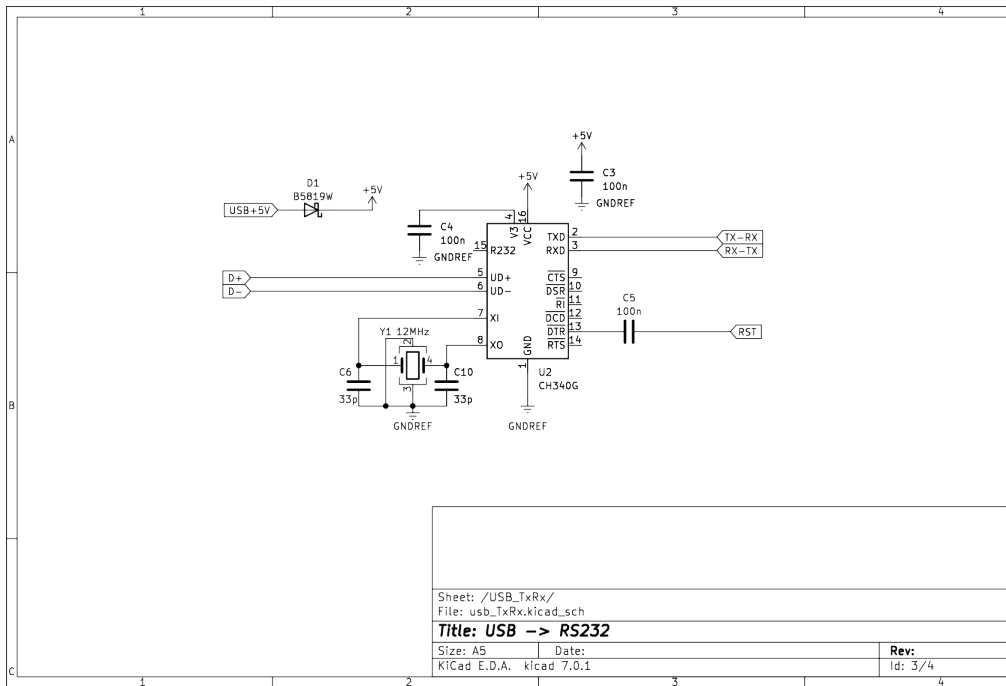 1 2 3 4
A
B
C
+5V
C3
100n
GNDREF
D1
B5819W
+5V
USB+5V
+5V
C4
100n
GNDREF
4
V3
16
VCC
15 R232
TXD 2
RXD 3
TX-RX
RX-TX
D+
D-
5 UD+
6 UD-
7 XI
8 XO
CTS 9
DSR 10
RI 11
DCD 12
DTR 13
RTS 14
GND
1
U2
CH340G
GNDREF
C5
100n
RST
Y1 12MHz
2
1 4
3
C6
33p
C10
33p
GNDREF
Sheet: /USB_TxRx/
File: usb_TxRx.kicad_sch
Title: USB -> RS232
Size: A5 Date: Rev:
KiCad E.D.A. kicad 7.0.1 Id: 3/4
1 2 3 4